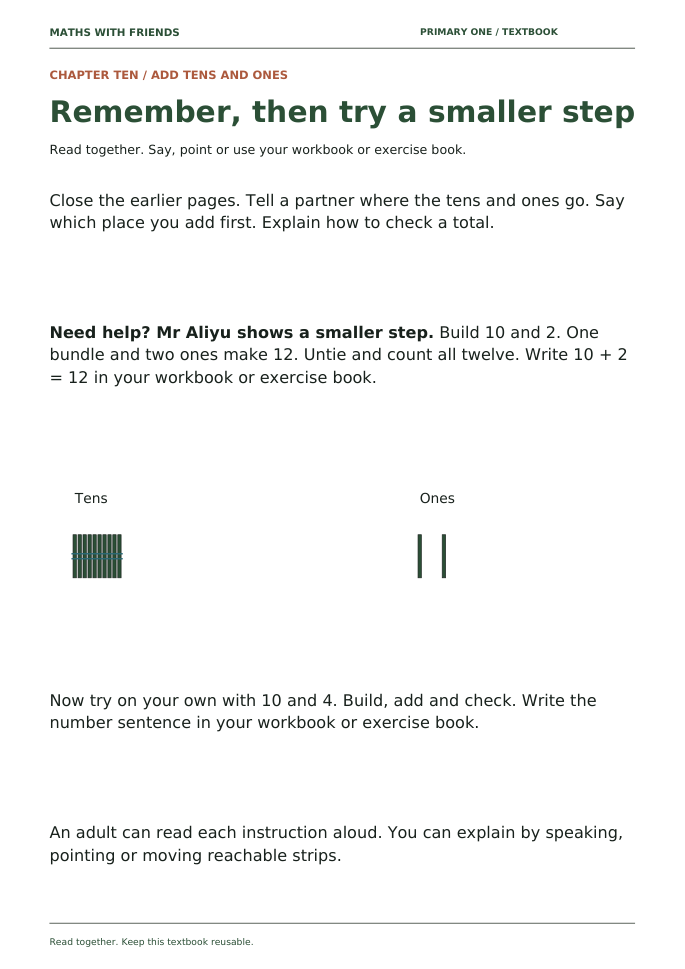 MATHS WITH FRIENDS
PRIMARY ONE / TEXTBOOK
CHAPTER TEN / ADD TENS AND ONES
Remember, then try a smaller step
Read together. Say, point or use your workbook or exercise book.
Close the earlier pages. Tell a partner where the tens and ones go. Say
which place you add first. Explain how to check a total.
Need help? Mr Aliyu shows a smaller step. Build 10 and 2. One
bundle and two ones make 12. Untie and count all twelve. Write 10 + 2
= 12 in your workbook or exercise book.
Tens
Ones
Now try on your own with 10 and 4. Build, add and check. Write the
number sentence in your workbook or exercise book.
An adult can read each instruction aloud. You can explain by speaking,
pointing or moving reachable strips.
Read together. Keep this textbook reusable.